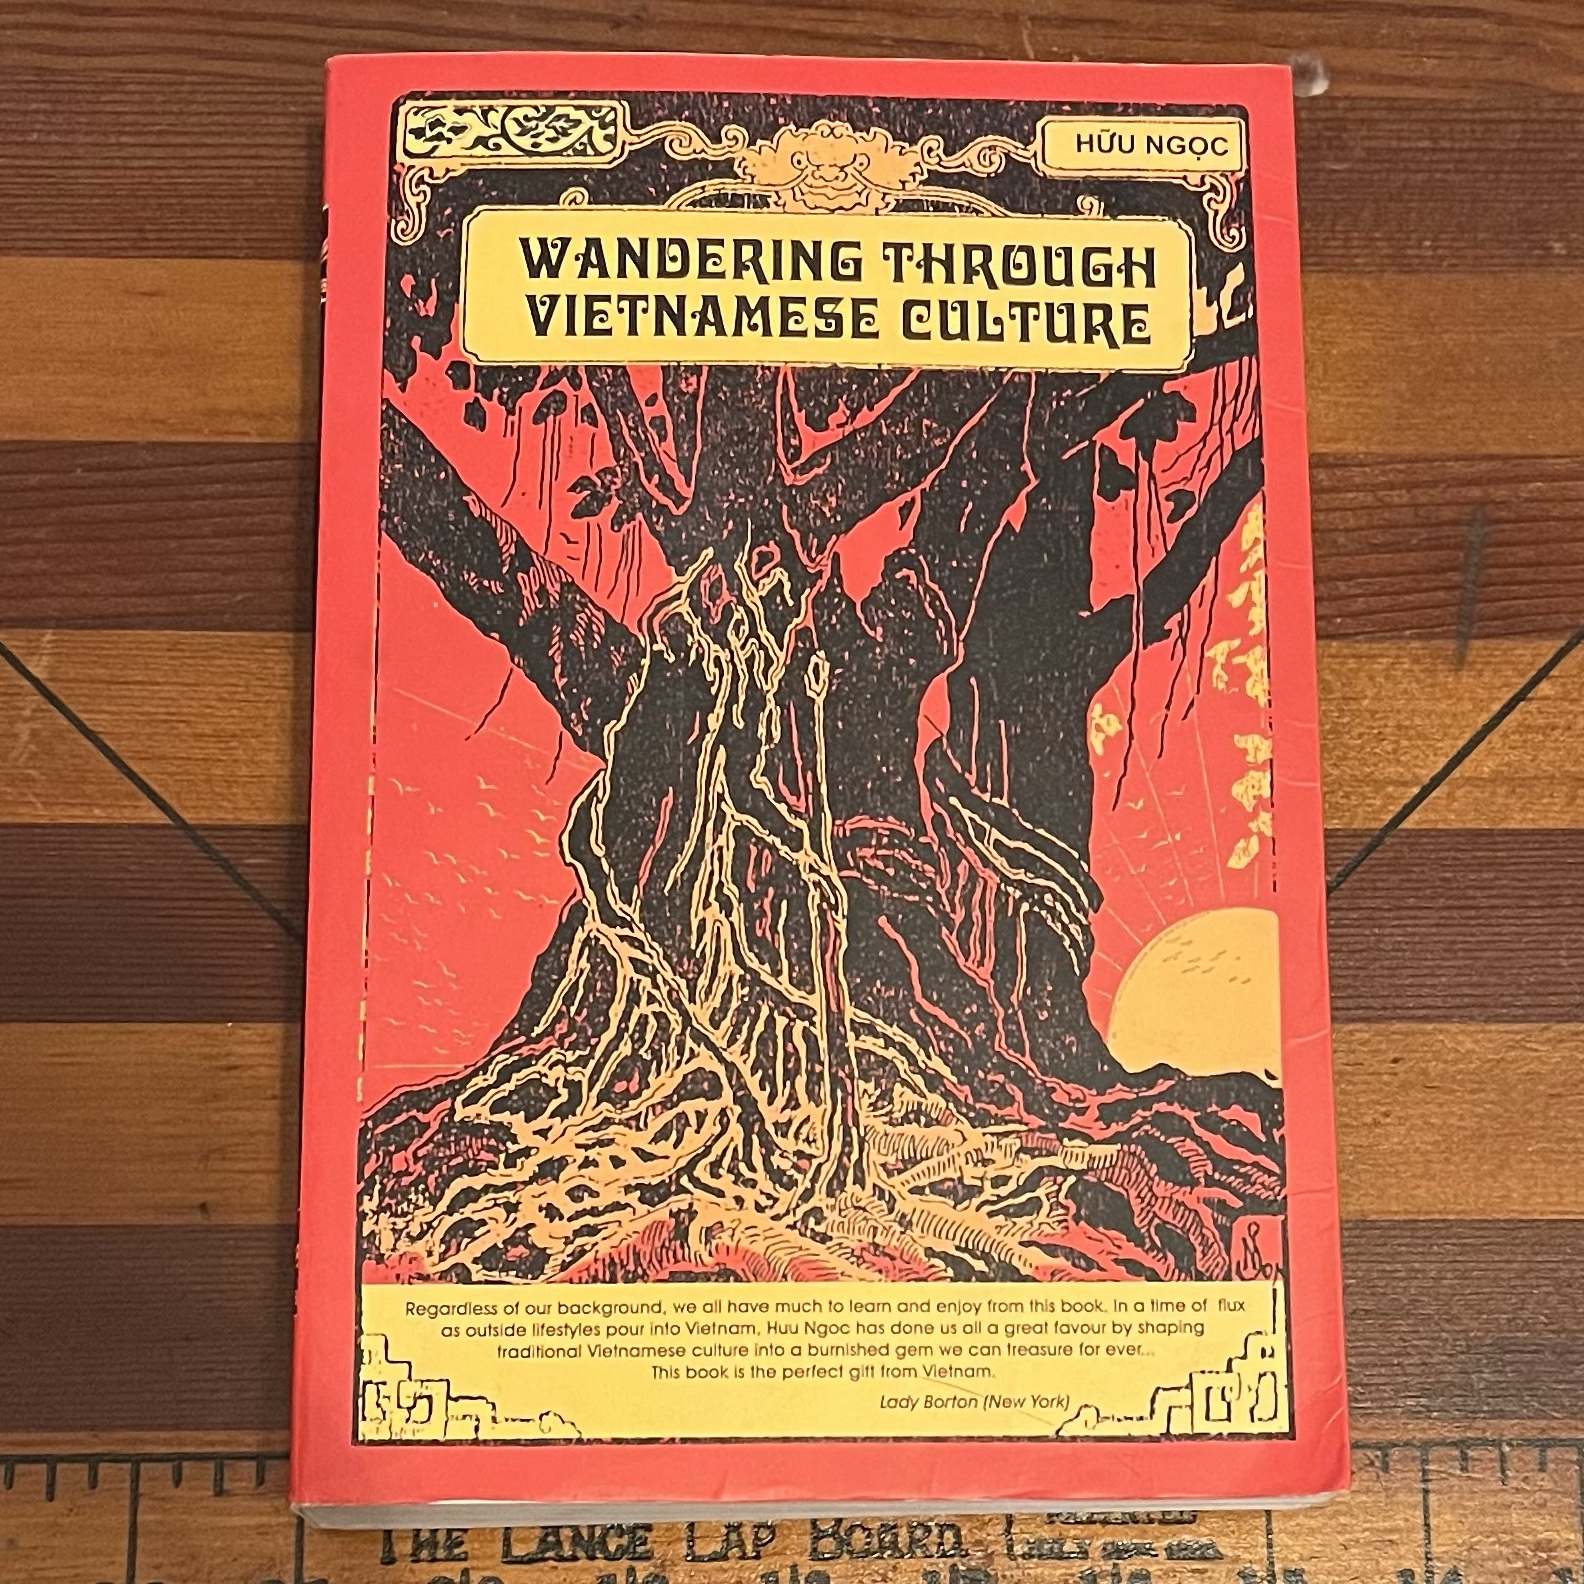 HỮU NGỌC
WANDERING THROUGH
VIETNAMESE CULTURE
Regardless of our background, we all have much to learn and enjoy from this book. In a time of flux
as outside lifestyles pour into Vietnam, Huu Ngoc has done us all a great favour by shaping
traditional Vietnamese culture into a burnished gem we can treasure for ever...
This book is the perfect gift from Vietnam.
Lady Borton (New York)
THE LANCE LAP BOARD